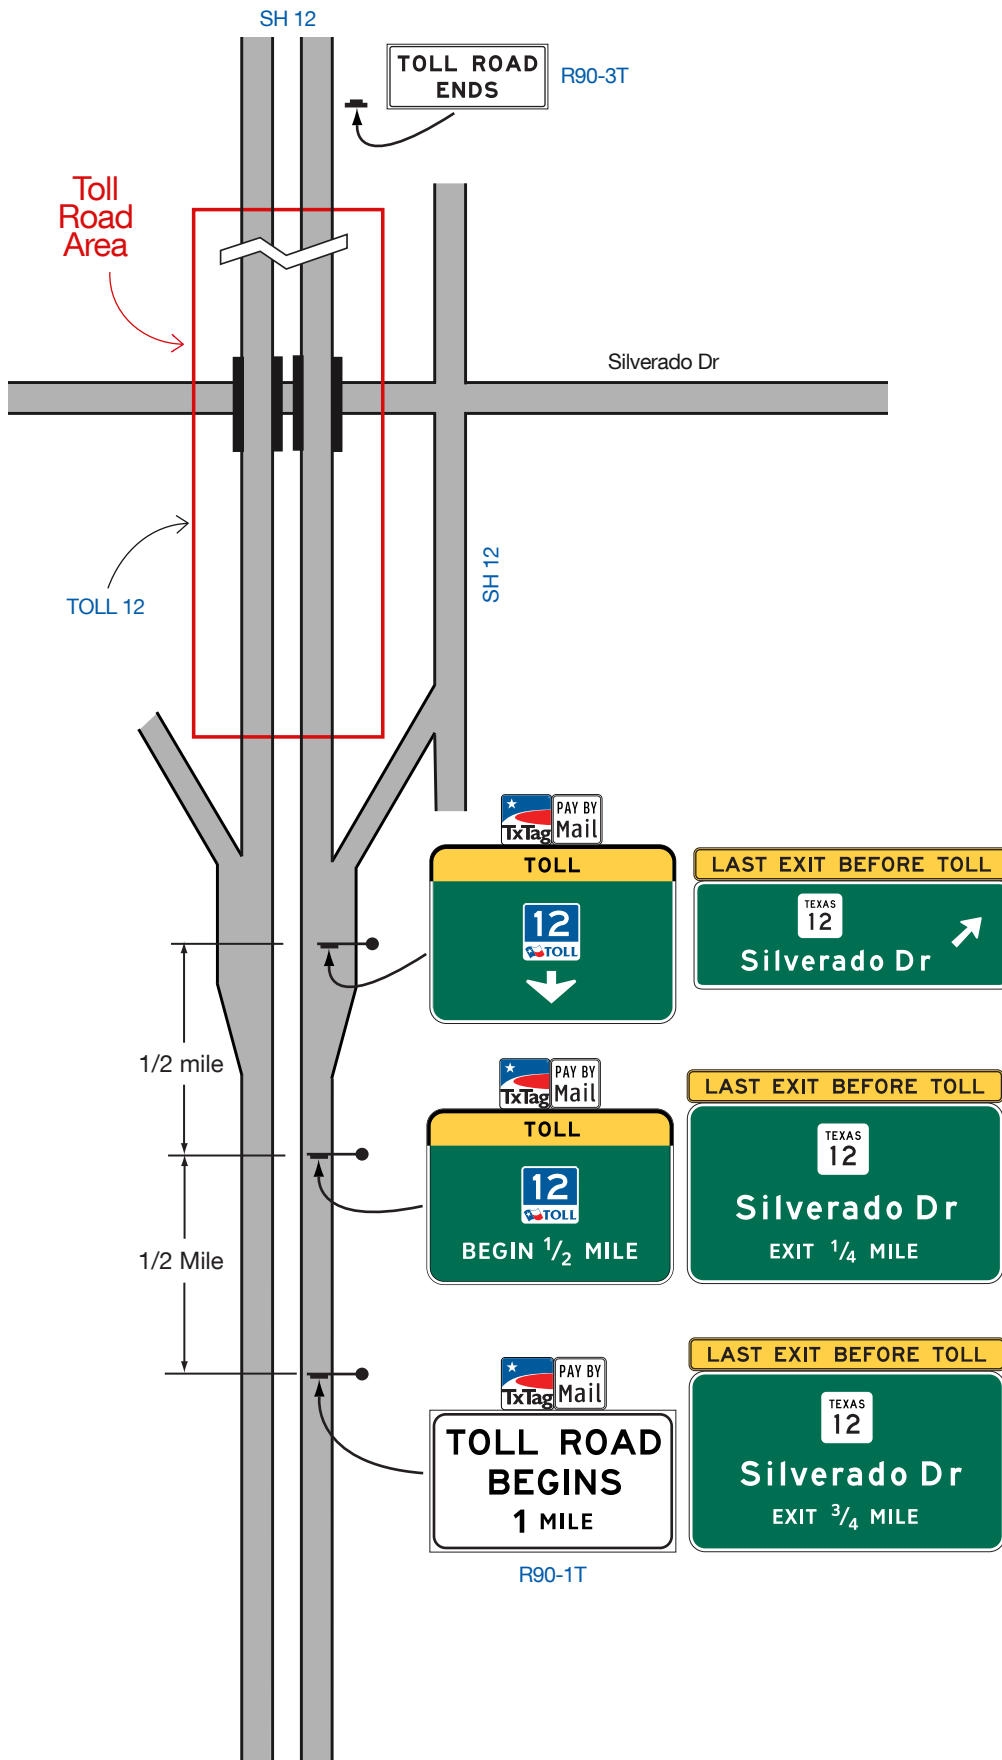 SH 12
TOLL ROAD
ENDS
R90-3T
Toll
Road
Area
Silverado Dr
SH 12
TOLL 12
TxTag
PAY BY
Mail
TOLL
12
TOLL
LAST EXIT BEFORE TOLL
TEXAS
12
Silverado Dr
1/2 mile
TxTag
PAY BY
Mail
TOLL
12
TOLL
BEGIN 1/2 MILE
LAST EXIT BEFORE TOLL
TEXAS
12
Silverado Dr
EXIT 1/4 MILE
1/2 Mile
TxTag
PAY BY
Mail
TOLL ROAD
BEGINS
1 MILE
R90-1T
LAST EXIT BEFORE TOLL
TEXAS
12
Silverado Dr
EXIT 3/4 MILE